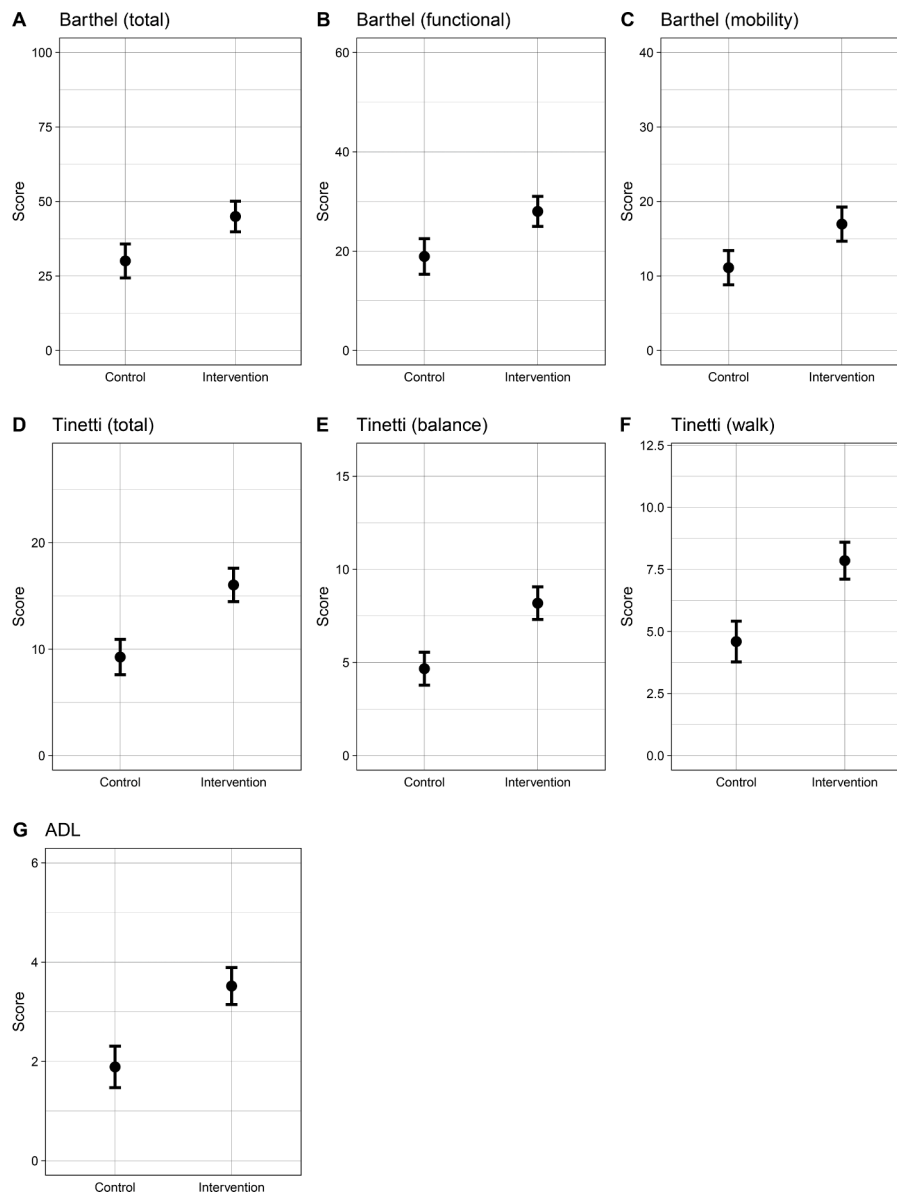 A Barthel (total)
100
75
50
25
0
Score
Control Intervention
B Barthel (functional)
60
40
20
0
Score
Control Intervention
C Barthel (mobility)
40
30
20
10
0
Score
Control Intervention
D Tinetti (total)
20
10
0
Score
Control Intervention
E Tinetti (balance)
15
10
5
0
Score
Control Intervention
F Tinetti (walk)
12.5
10.0
7.5
5.0
2.5
0.0
Score
Control Intervention
G ADL
6
4
2
0
Score
Control Intervention